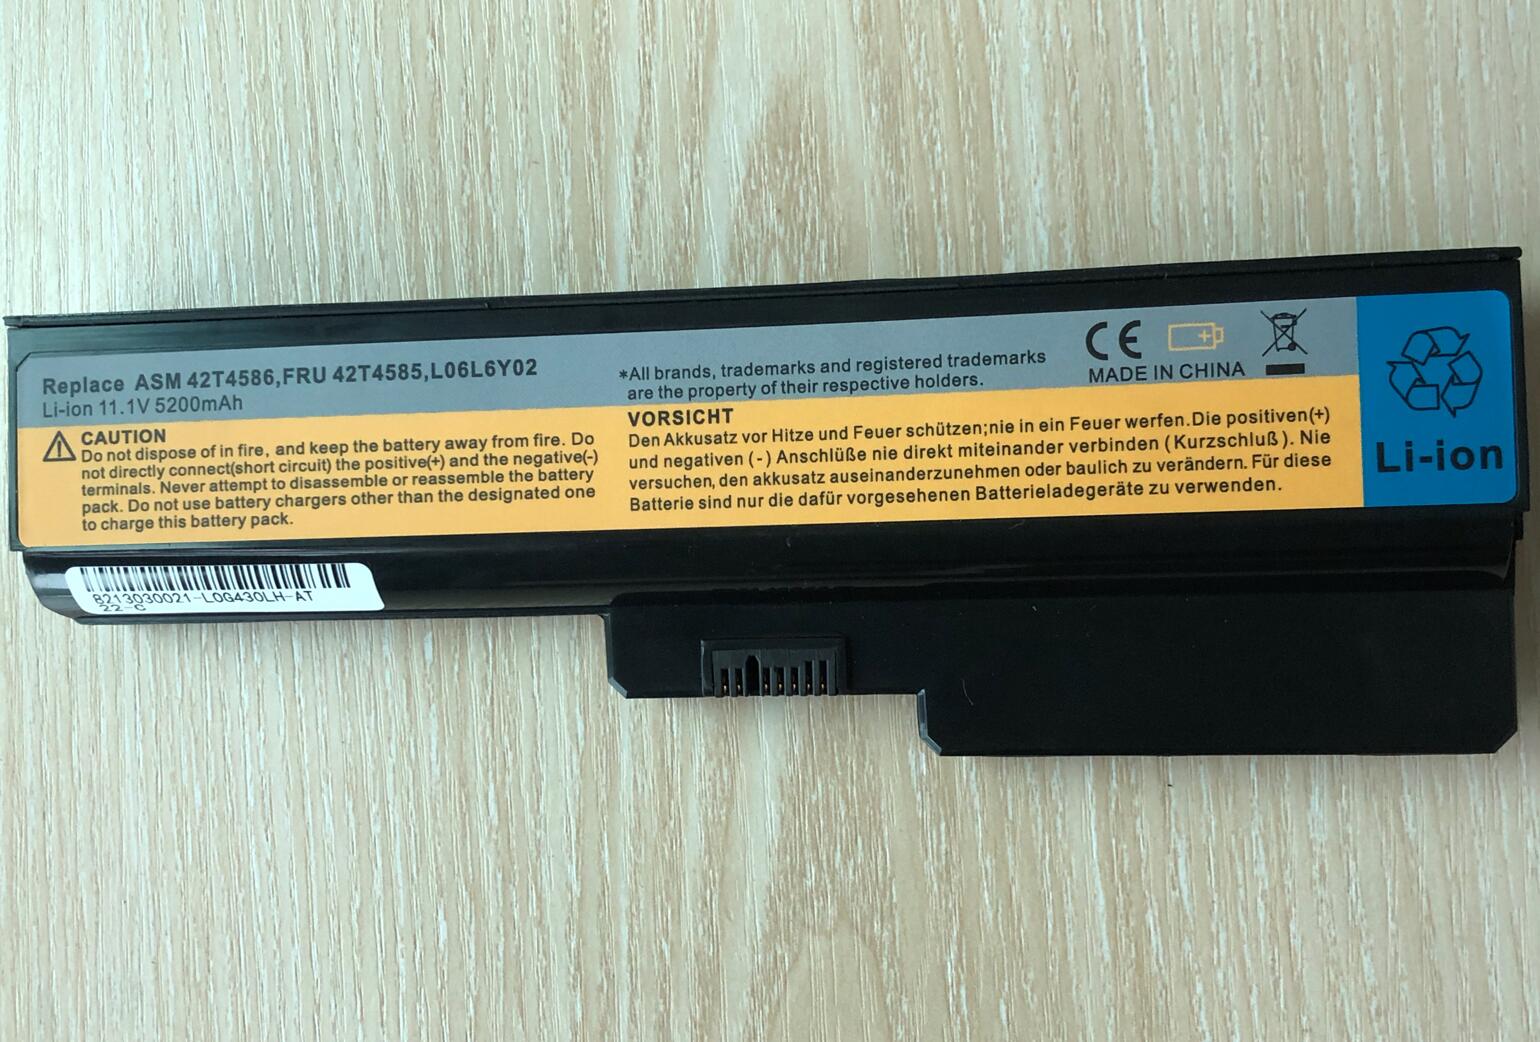 Replace ASM 42T4586,FRU 42T4585,L06L6Y02
Li-ion 11.1V 5200mAh
*All brands, trademarks and registered trademarks
are the property of their respective holders.
CE
MADE IN CHINA
CAUTION
Do not dispose of in fire, and keep the battery away from fire. Do
not directly connect(short circuit) the positive(+) and the negative(-)
terminals. Never attempt to disassemble or reassemble the battery
pack. Do not use battery chargers other than the designated one
to charge this battery pack.
VORSICHT
Den Akkusatz vor Hitze und Feuer schützen;nie in ein Feuer werfen.Die positiven(+)
und negativen (-) Anschlüße nie direkt miteinander verbinden (Kurzschluß). Nie
versuchen, den akkusatz auseinanderzunehmen oder baulich zu verändern. Für diese
Batterie sind nur die dafür vorgesehenen Batterieladegeräte zu verwenden.
Li-ion
8213030021-L0G430LH-AT
22-C